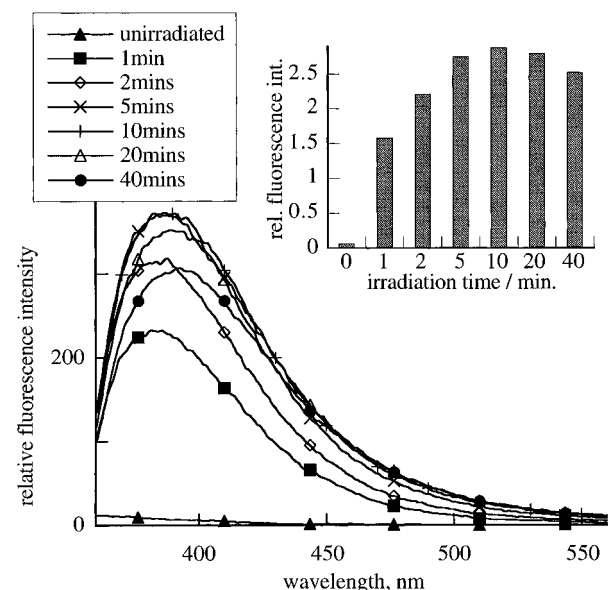 unirradiated
1min
2mins
5mins
10mins
20mins
40mins
rel. fluorescence int.
2.5
2
1.5
1
0.5
0
0 1 2 5 10 20 40
irradiation time / min.
relative fluorescence intensity
200
0
400 450 500 550
wavelength, nm